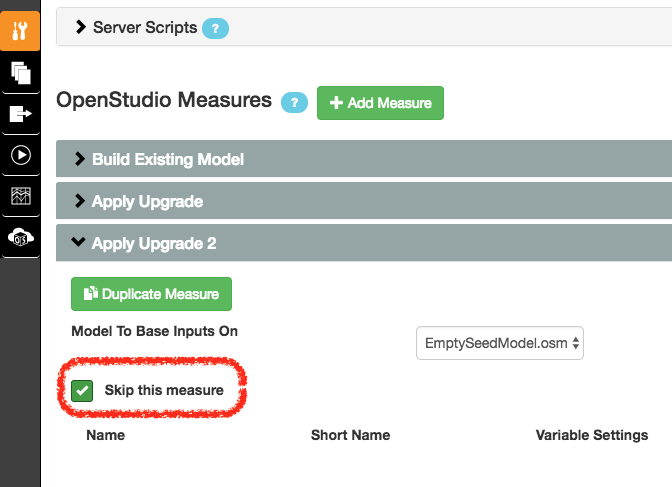 Server Scripts ?
OpenStudio Measures ? Add Measure
Build Existing Model
Apply Upgrade
Apply Upgrade 2
Duplicate Measure
Model To Base Inputs On
EmptySeedModel.osm
Skip this measure
Name Short Name Variable Settings